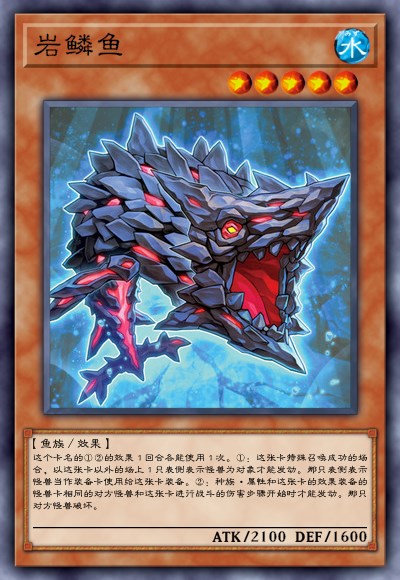 岩鳞鱼
水
【鱼族／效果】
这个卡名的①②的效果1回合各能使用1次。①：这张卡特殊召唤成功的场
合，以这张卡以外的场上1只表侧表示怪兽为对象才能发动。那只表侧表示
怪兽当作装备卡使用给这张卡装备。②：种族·属性和这张卡的效果装备的
怪兽卡相同的对方怪兽和这张卡进行战斗的伤害步骤开始时才能发动。那只
对方怪兽破坏。
ATK/2100 DEF/1600